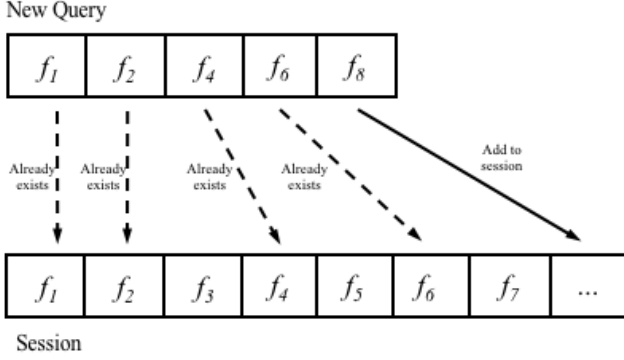 New Query
f1 f2 f4 f6 f8
Already exists
Already exists
Already exists
Already exists
Add to session
f1 f2 f3 f4 f5 f6 f7 ...
Session